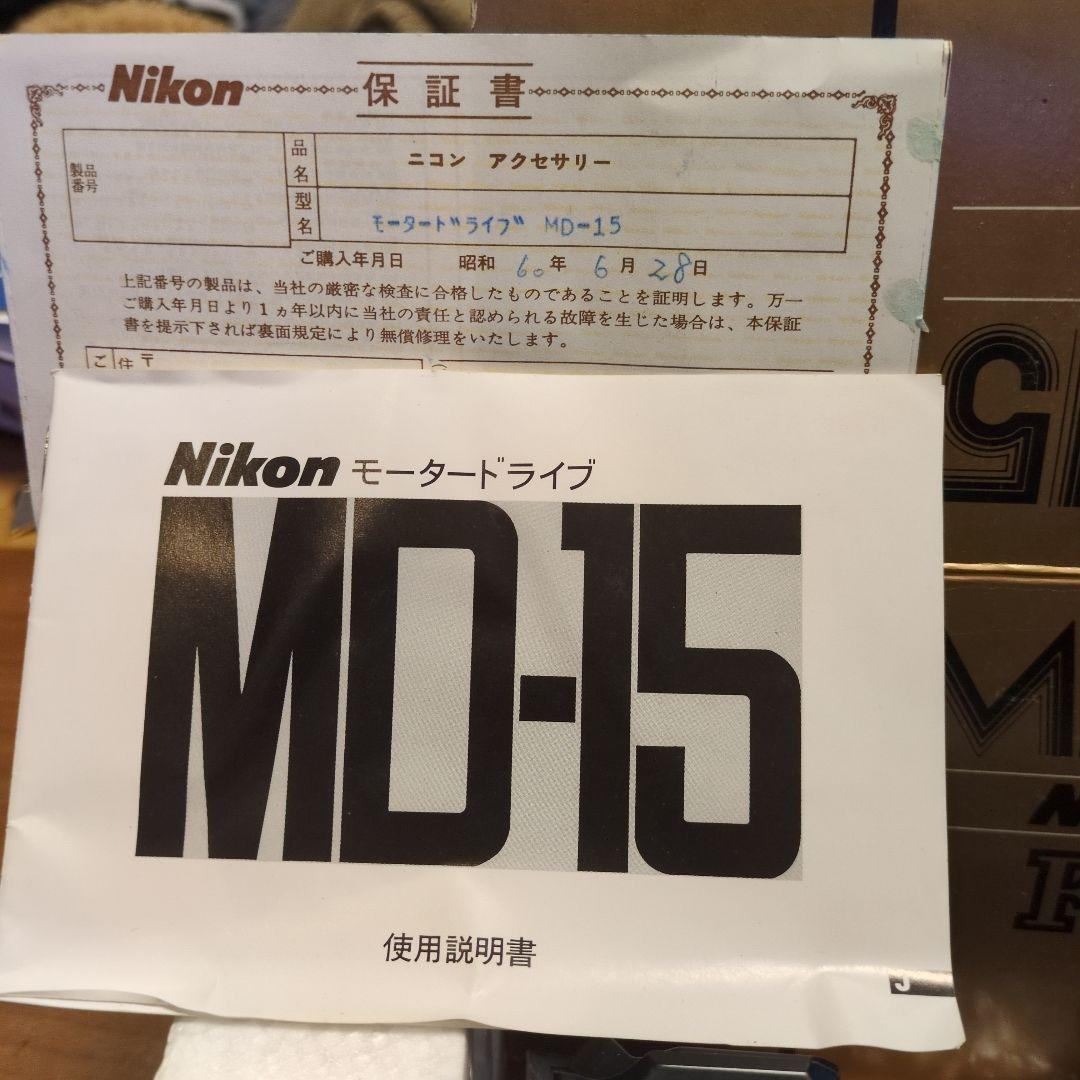 Nikon 保証書
製品番号
品名 ニコン アクセサリー
型名 モータードライブ MD-15
ご購入年月日 昭和 60年 6月 28日
上記番号の製品は、当社の厳密な検査に合格したものであることを証明します。万一
ご購入年月日より1ヵ年以内に当社の責任と認められる故障を生じた場合は、本保証
書を提示下されば裏面規定により無償修理をいたします。
ご 住 〒
Nikon モータードライブ
MD-15
使用説明書
J
5
M
N
F